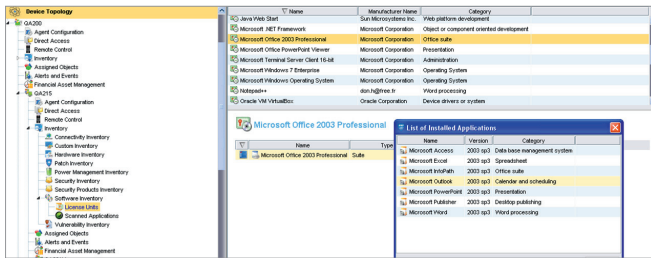 Device Topology
QA200
Agent Configuration
Direct Access
Remote Control
Inventory
Assigned Objects
Alerts and Events
Financial Asset Management
QA215
Agent Configuration
Direct Access
Remote Control
Inventory
Connectivity Inventory
Custom Inventory
Hardware Inventory
Patch Inventory
Power Management Inventory
Security Inventory
Security Products Inventory
Software Inventory
License Units
Scanned Applications
Vulnerability Inventory
Assigned Objects
Alerts and Events
Financial Asset Management
Name Manufacturer Name Category
Java Web Start Sun Microsystems Inc. Web platform development
Microsoft .NET Framework Microsoft Corporation Object or component oriented development
Microsoft Office 2003 Professional Microsoft Corporation Office suite
Microsoft Office PowerPoint Viewer Microsoft Corporation Presentation
Microsoft Terminal Server Client 16-bit Microsoft Corporation Administration
Microsoft Windows 7 Enterprise Microsoft Corporation Operating System
Microsoft Windows Operating System Microsoft Corporation Operating System
Notepad++ don.h@free.fr Word processing
Oracle VM VirtualBox Oracle Corporation Device drivers or system
Microsoft Office 2003 Professional
Name Type
Microsoft Office 2003 Professional Suite
List of Installed Applications
Name Version Category
Microsoft Access 2003 sp3 Data base management system
Microsoft Excel 2003 sp3 Spreadsheet
Microsoft InfoPath 2003 sp3 Office suite
Microsoft Outlook 2003 sp3 Calendar and scheduling
Microsoft PowerPoint 2003 sp3 Presentation
Microsoft Publisher 2003 sp3 Desktop publishing
Microsoft Word 2003 sp3 Word processing